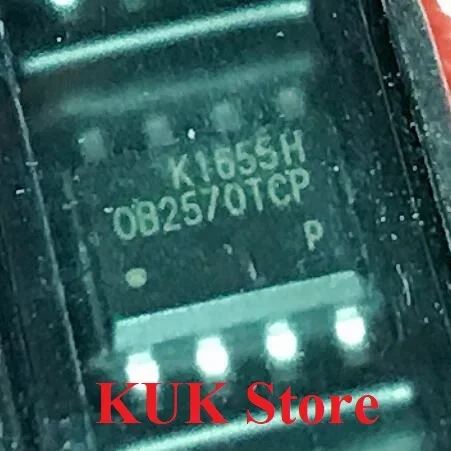 K1655H
OB2570TCP
P
KUK Store